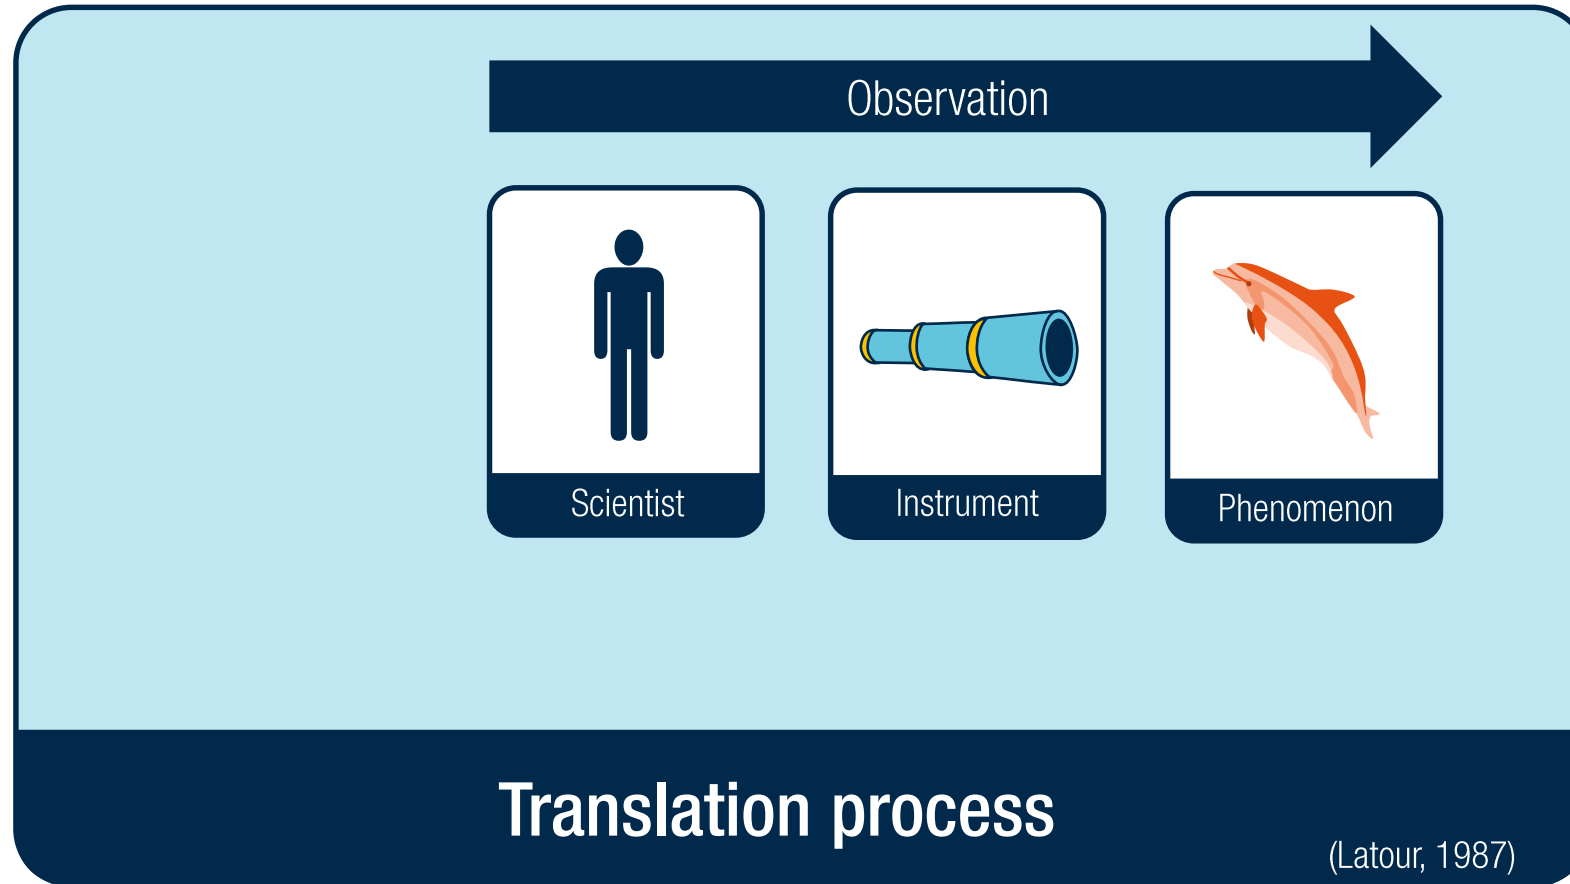 Observation
Scientist
Instrument
Phenomenon
Translation process
(Latour, 1987)